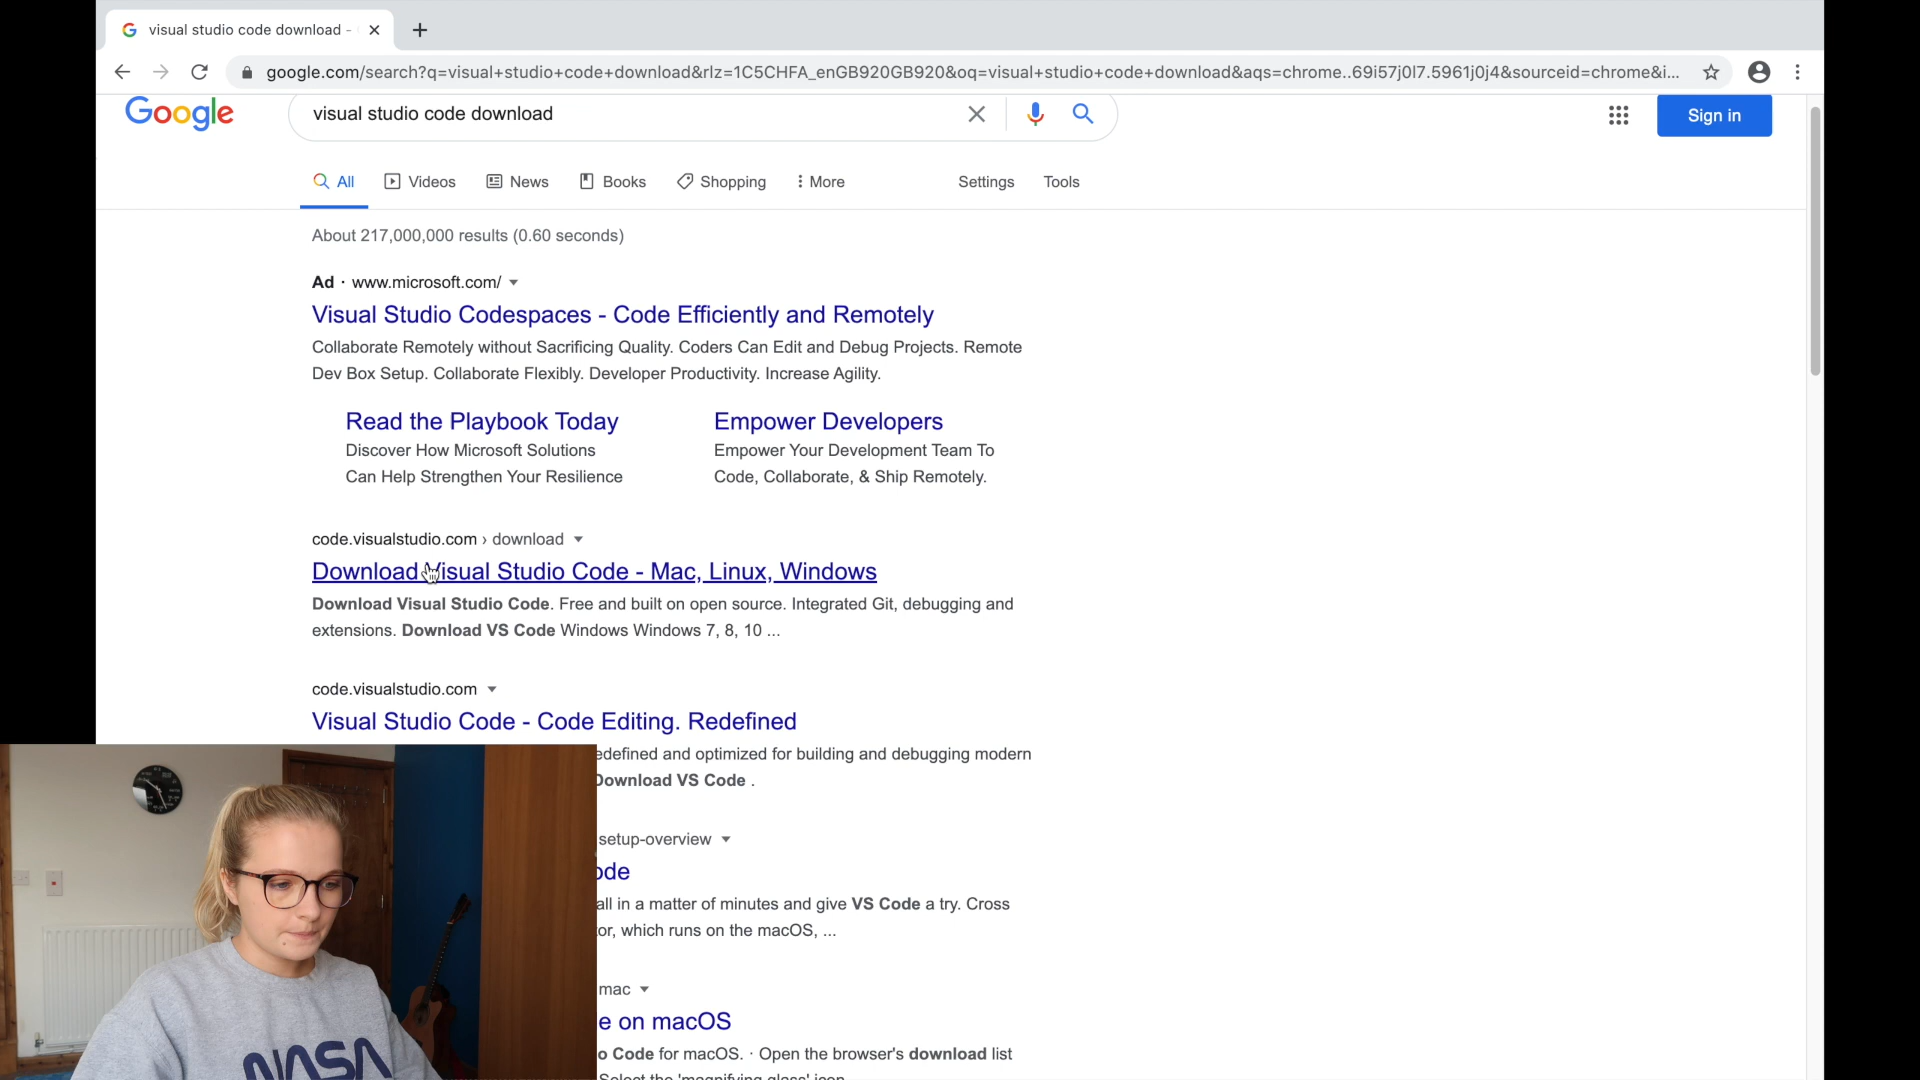 visual studio code download -
google.com/search?q=visual+studio+code+download&rlz=1C5CHFA_enGB920GB920&oq=visual+studio+code+download&aqs=chrome..69i57j0l7.5961j0j4&sourceid=chrome&i...
Google
visual studio code download
Sign in
All
Videos
News
Books
Shopping
More
Settings
Tools
About 217,000,000 results (0.60 seconds)
Ad · www.microsoft.com/
Visual Studio Codespaces - Code Efficiently and Remotely
Collaborate Remotely without Sacrificing Quality. Coders Can Edit and Debug Projects. Remote
Dev Box Setup. Collaborate Flexibly. Developer Productivity. Increase Agility.
Read the Playbook Today
Discover How Microsoft Solutions
Can Help Strengthen Your Resilience
Empower Developers
Empower Your Development Team To
Code, Collaborate, & Ship Remotely.
code.visualstudio.com › download
Download Visual Studio Code - Mac, Linux, Windows
Download Visual Studio Code. Free and built on open source. Integrated Git, debugging and
extensions. Download VS Code Windows Windows 7, 8, 10 ...
code.visualstudio.com
Visual Studio Code - Code Editing. Redefined
edefined and optimized for building and debugging modern
Download VS Code .
setup-overview
ode
all in a matter of minutes and give VS Code a try. Cross
or, which runs on the macOS, ...
mac
e on macOS
o Code for macOS. · Open the browser's download list
Select the 'magnifying glass' icon
NASA